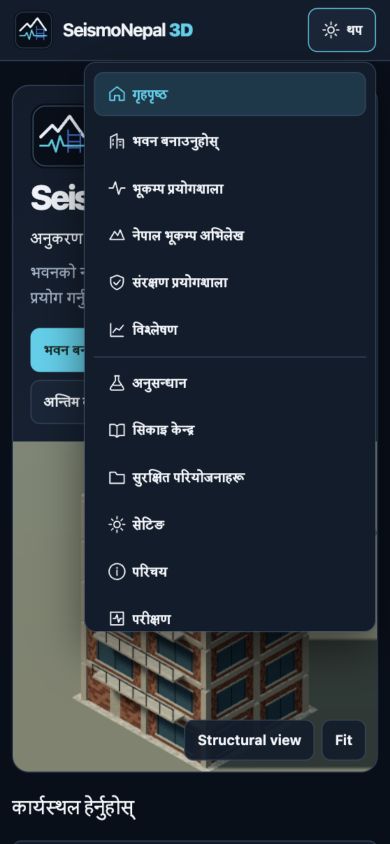 SeismoNepal 3D
थप
गृहपृष्ठ
भवन बनाउनुहोस्
भूकम्प प्रयोगशाला
नेपाल भूकम्प अभिलेख
संरक्षण प्रयोगशाला
विश्लेषण
अनुसन्धान
सिकाइ केन्द्र
सुरक्षित परियोजनाहरू
सेटिङ
परिचय
परीक्षण
Seis
अनुकरण
भवनको
प्रयोग गर्नु
भवन
अन्तिम
Structural view
Fit
कार्यस्थल हेर्नुहोस्